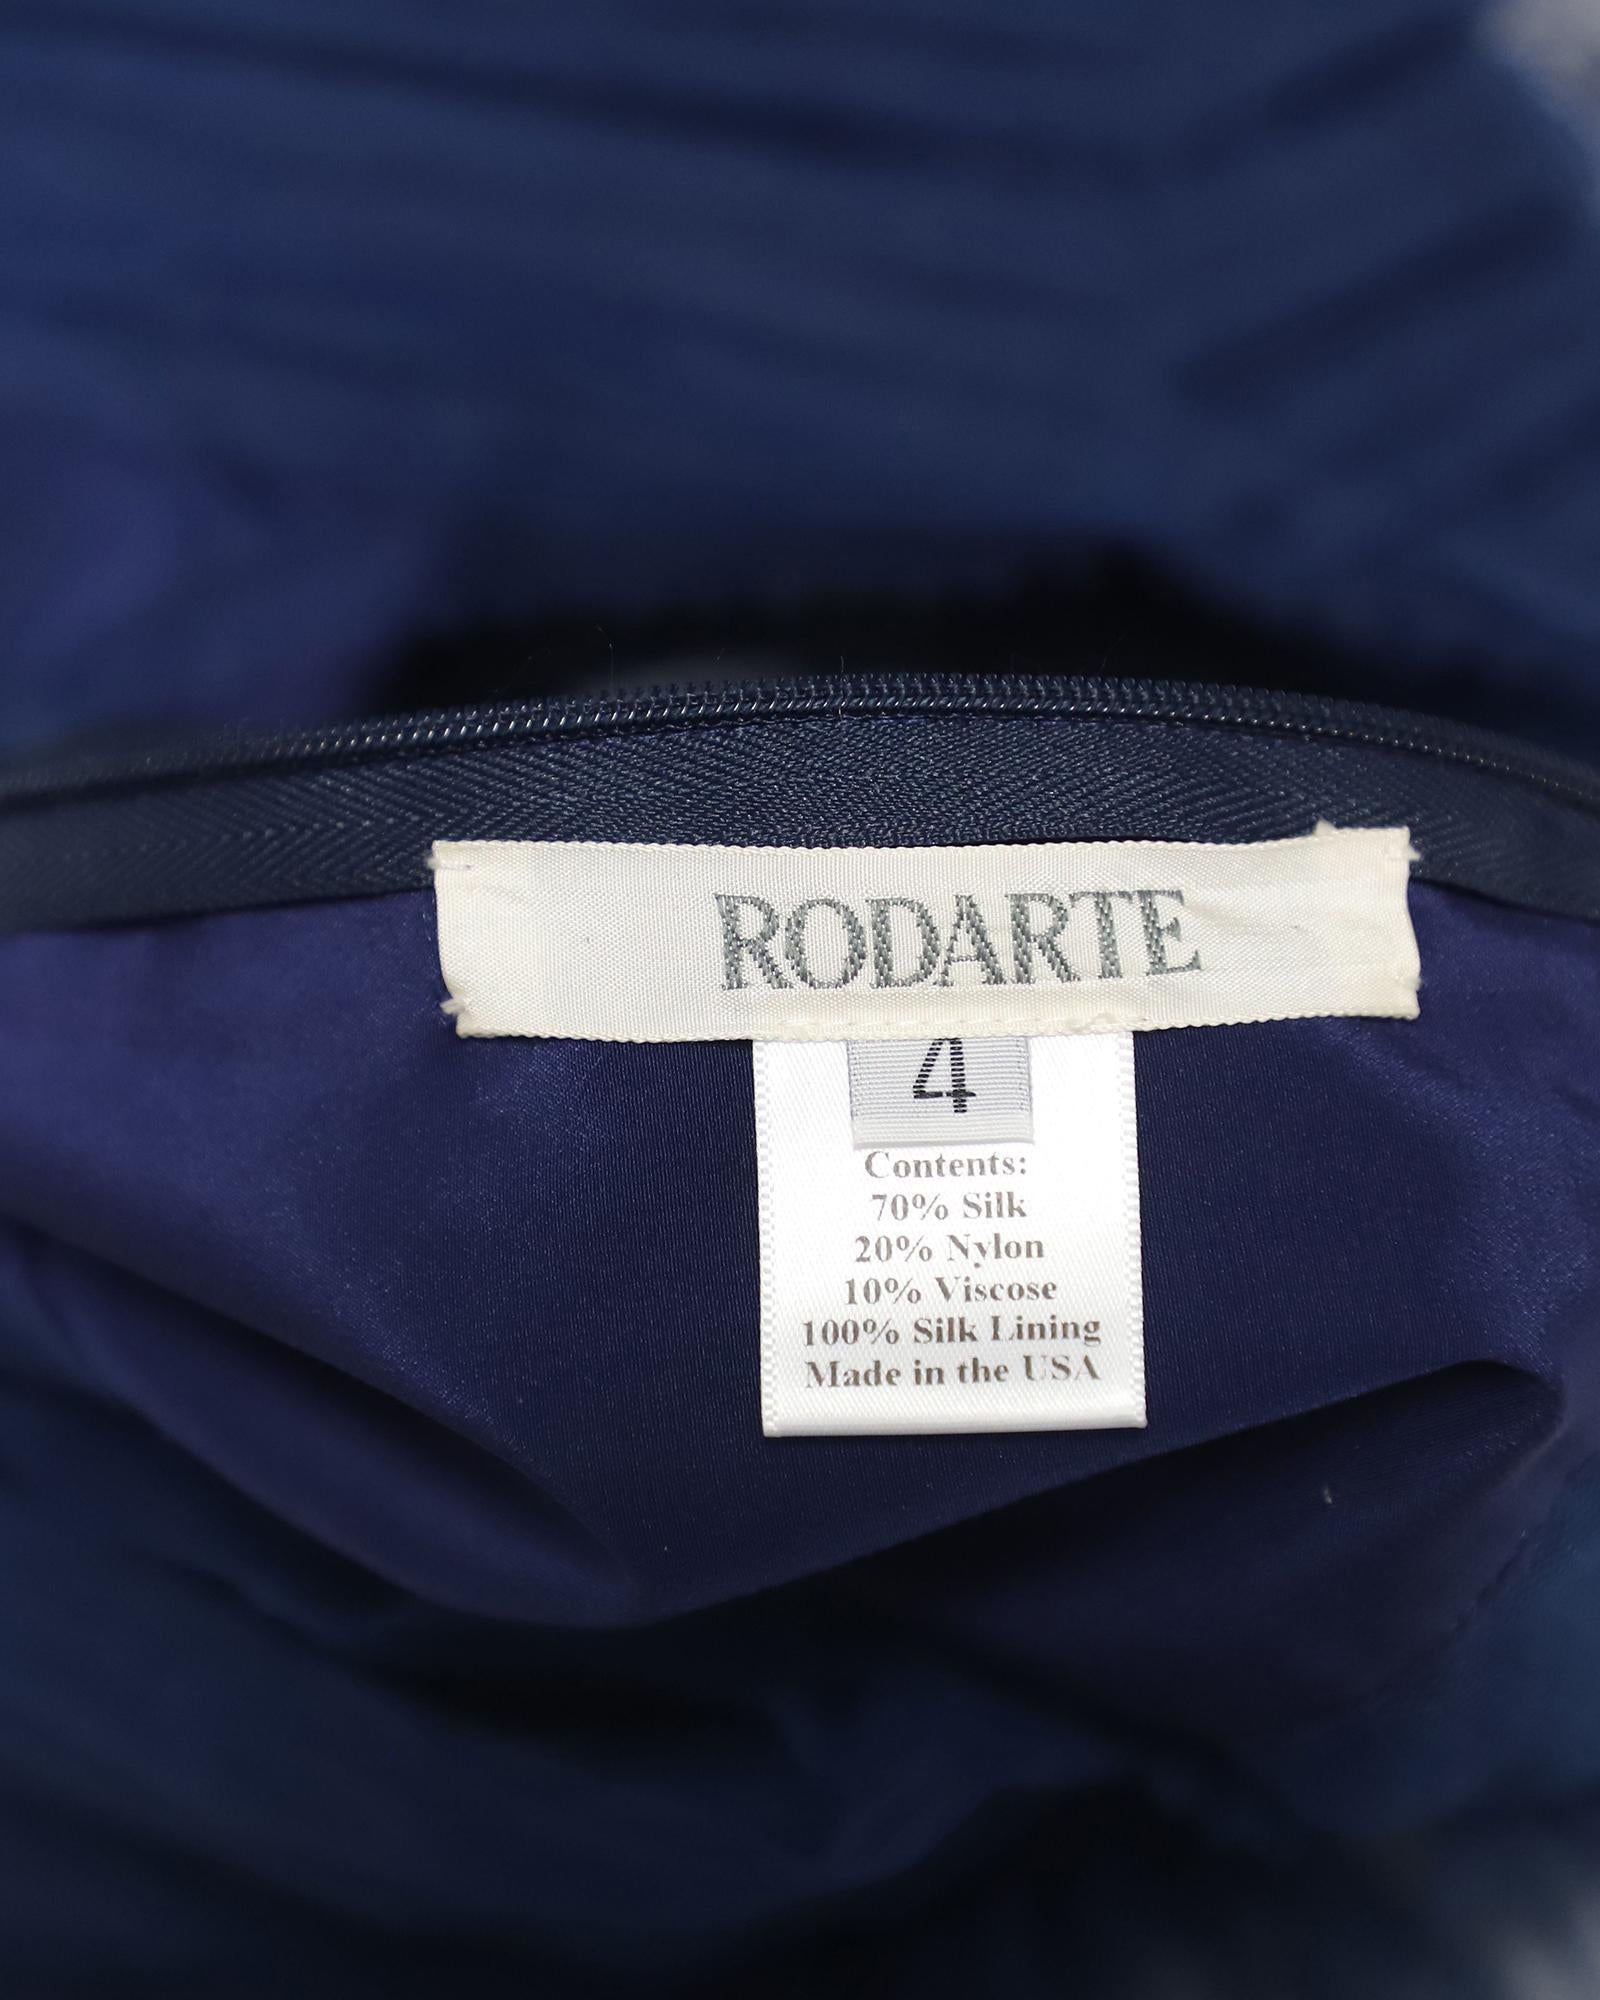 RODARTE
4
Contents:
70% Silk
20% Nylon
10% Viscose
100% Silk Lining
Made in the USA